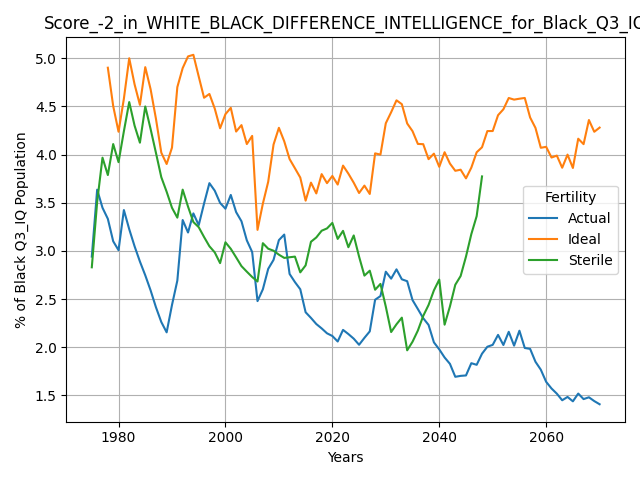 Score_-2_in_WHITE_BLACK_DIFFERENCE_INTELLIGENCE_for_Black_Q3_IQ
% of Black Q3_IQ Population
5.0
4.5
4.0
3.5
3.0
2.5
2.0
1.5
Fertility
Actual
Ideal
Sterile
1980 2000 2020 2040 2060
Years